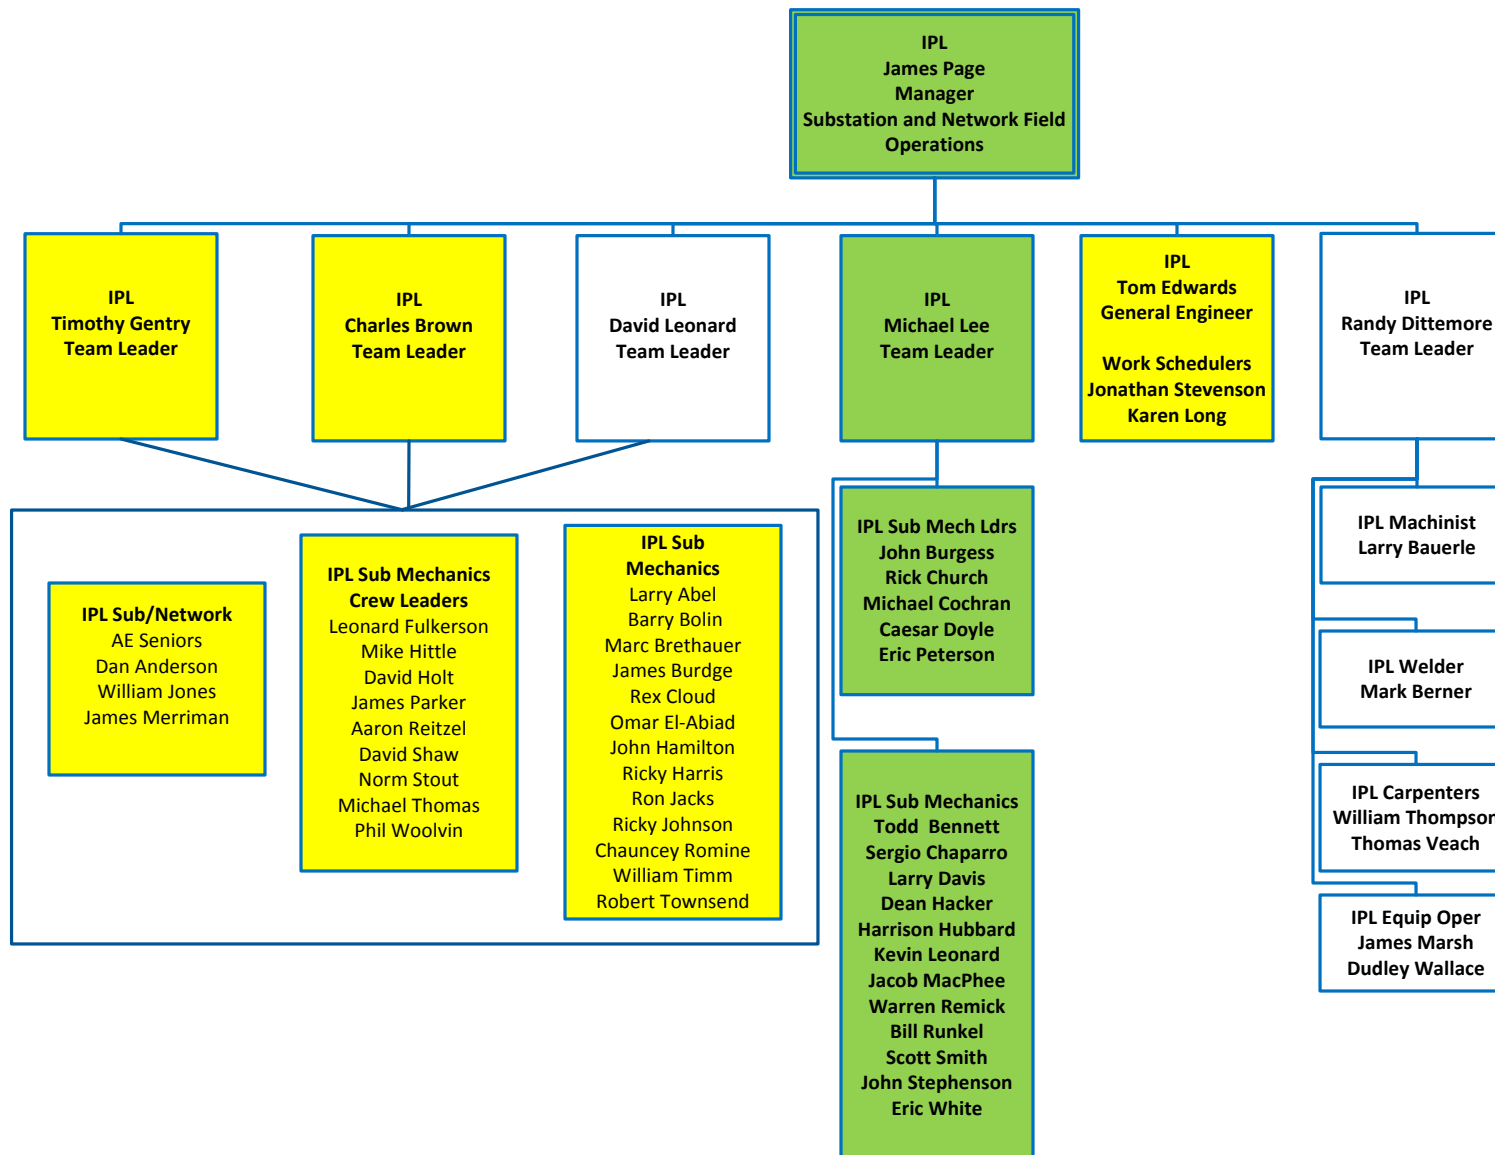 IPL
James Page
Manager
Substation and Network Field
Operations
IPL
Timothy Gentry
Team Leader
IPL
Charles Brown
Team Leader
IPL
David Leonard
Team Leader
IPL
Michael Lee
Team Leader
IPL
Tom Edwards
General Engineer
Work Schedulers
Jonathan Stevenson
Karen Long
IPL
Randy Dittemore
Team Leader
IPL Sub/Network
AE Seniors
Dan Anderson
William Jones
James Merriman
IPL Sub Mechanics
Crew Leaders
Leonard Fulkerson
Mike Hittle
David Holt
James Parker
Aaron Reitzel
David Shaw
Norm Stout
Michael Thomas
Phil Woolvin
IPL Sub
Mechanics
Larry Abel
Barry Bolin
Marc Brethauer
James Burdge
Rex Cloud
Omar El-Abiad
John Hamilton
Ricky Harris
Ron Jacks
Ricky Johnson
Chauncey Romine
William Timm
Robert Townsend
IPL Sub Mech Ldrs
John Burgess
Rick Church
Michael Cochran
Caesar Doyle
Eric Peterson
IPL Sub Mechanics
Todd  Bennett
Sergio Chaparro
Larry Davis
Dean Hacker
Harrison Hubbard
Kevin Leonard
Jacob MacPhee
Warren Remick
Bill Runkel
Scott Smith
John Stephenson
Eric White
IPL Machinist
Larry Bauerle
IPL Welder
Mark Berner
IPL Carpenters
William Thompson
Thomas Veach
IPL Equip Oper
James Marsh
Dudley Wallace